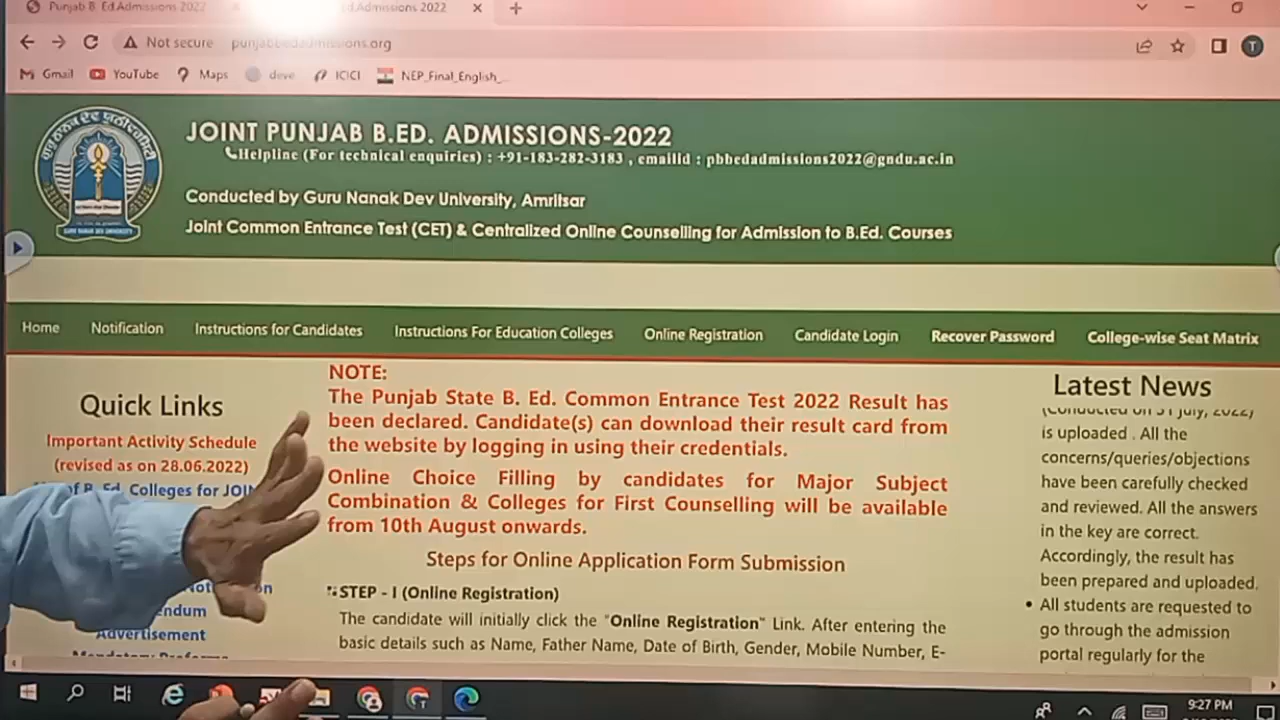 Punjab B. Ed.Admissions 2022
Ed.Admissions 2022
Not secure punjabbedadmissions.org
T
Gmail YouTube Maps deve ICICI NEP_Final_English_...
JOINT PUNJAB B.ED. ADMISSIONS-2022
Helpline (For technical enquiries) : +91-183-282-3183 , emailid : pbbedadmissions2022@gndu.ac.in
Conducted by Guru Nanak Dev University, Amritsar
Joint Common Entrance Test (CET) & Centralized Online Counselling for Admission to B.Ed. Courses
Home Notification Instructions for Candidates Instructions For Education Colleges Online Registration Candidate Login Recover Password College-wise Seat Matrix
Quick Links
Important Activity Schedule
(revised as on 28.06.2022)
of B. Ed. Colleges for
Advertisement
NOTE:
The Punjab State B. Ed. Common Entrance Test 2022 Result has
been declared. Candidate(s) can download their result card from
the website by logging in using their credentials.
Online Choice Filling by candidates for Major Subject
Combination & Colleges for First Counselling will be available
from 10th August onwards.
Steps for Online Application Form Submission
STEP - I (Online Registration)
The candidate will initially click the "Online Registration" Link. After entering the
basic details such as Name, Father Name, Date of Birth, Gender, Mobile Number, E-
Latest News
(Conducted on 31 July, 2022)
is uploaded . All the
concerns/queries/objections
have been carefully checked
and reviewed. All the answers
in the key are correct.
Accordingly, the result has
been prepared and uploaded.
• All students are requested to
go through the admission
portal regularly for the
9:27 PM